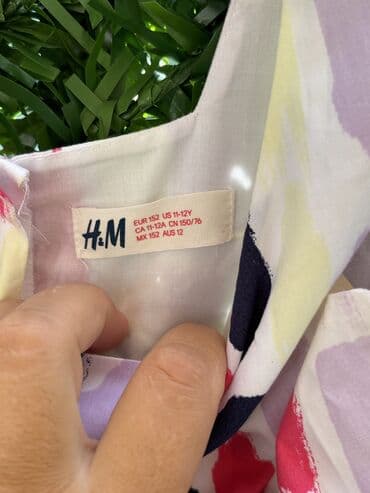 H&M
EUR 152 US 11-12Y
CA 11-12A CN 150/76
MX 152 AUS 12